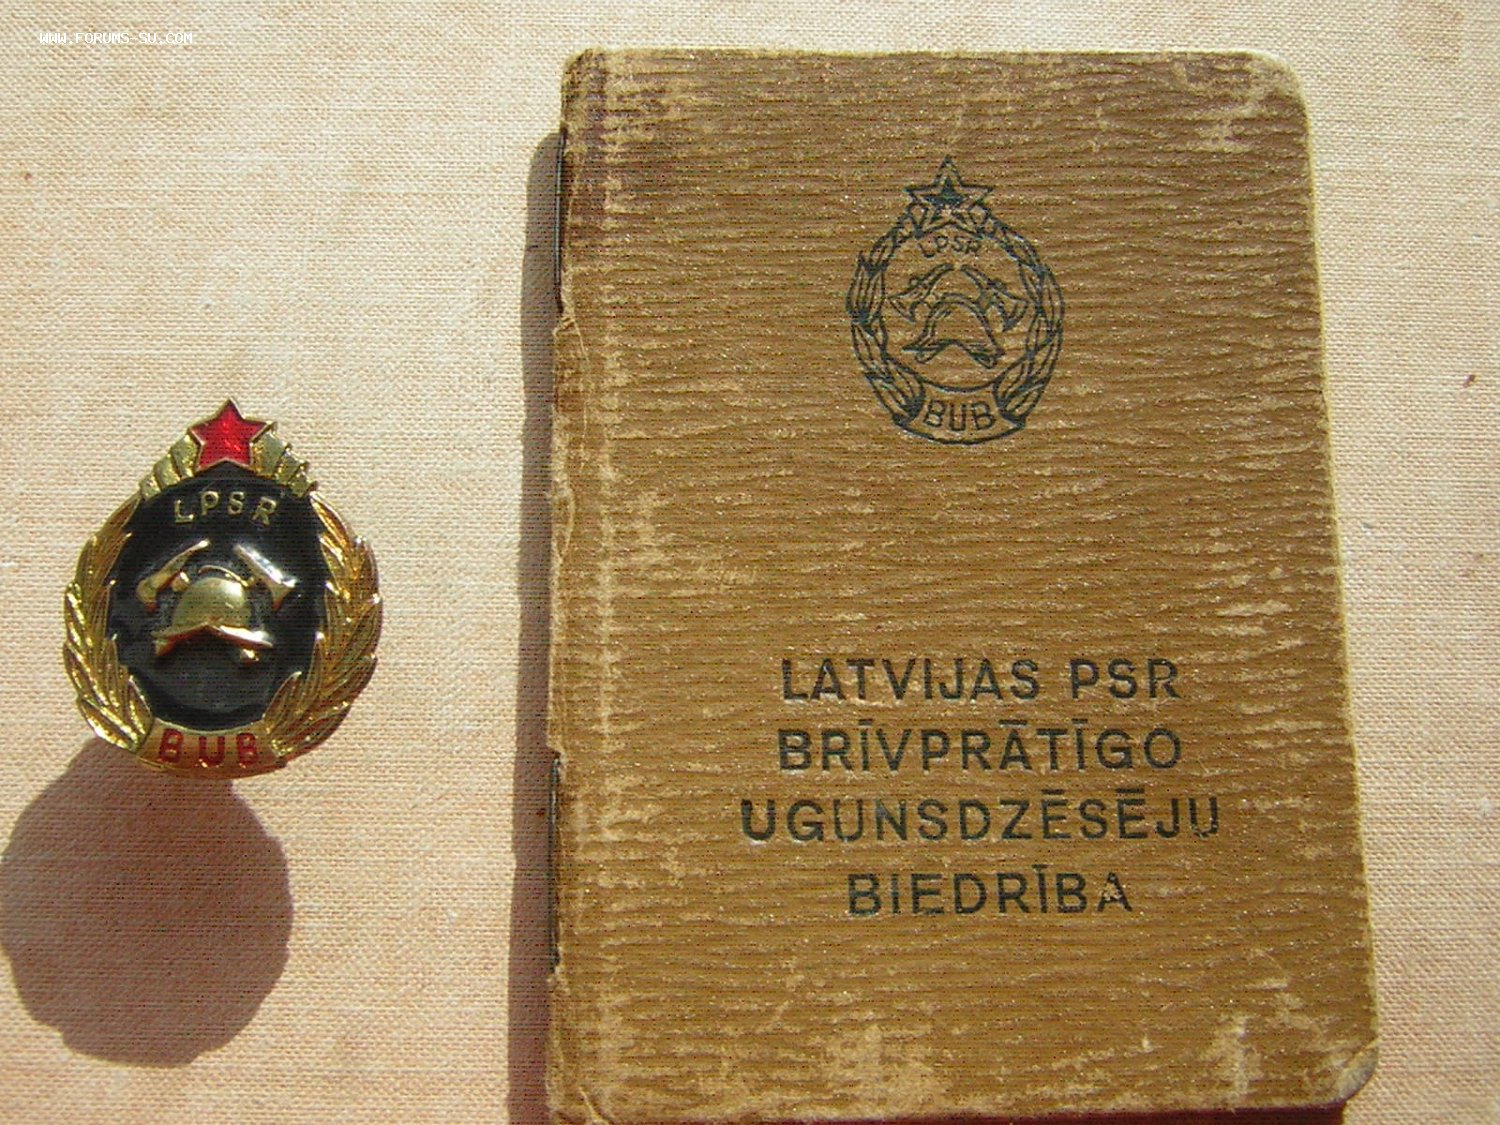 WWW.FORUMS-SU.COM
LPSR
BUB
LPSR
BUB
LATVIJAS PSR
BRĪVPRĀTĪGO
UGUNSDZĒSĒJU
BIEDRĪBA